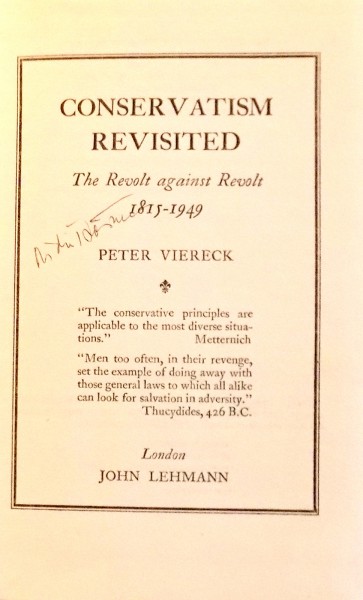 CONSERVATISM
REVISITED
The Revolt against Revolt
1815-1949
PETER VIERECK
"The conservative principles are
applicable to the most diverse situa-
tions." Metternich
"Men too often, in their revenge,
set the example of doing away with
those general laws to which all alike
can look for salvation in adversity."
Thucydides, 426 B.C.
London
JOHN LEHMANN